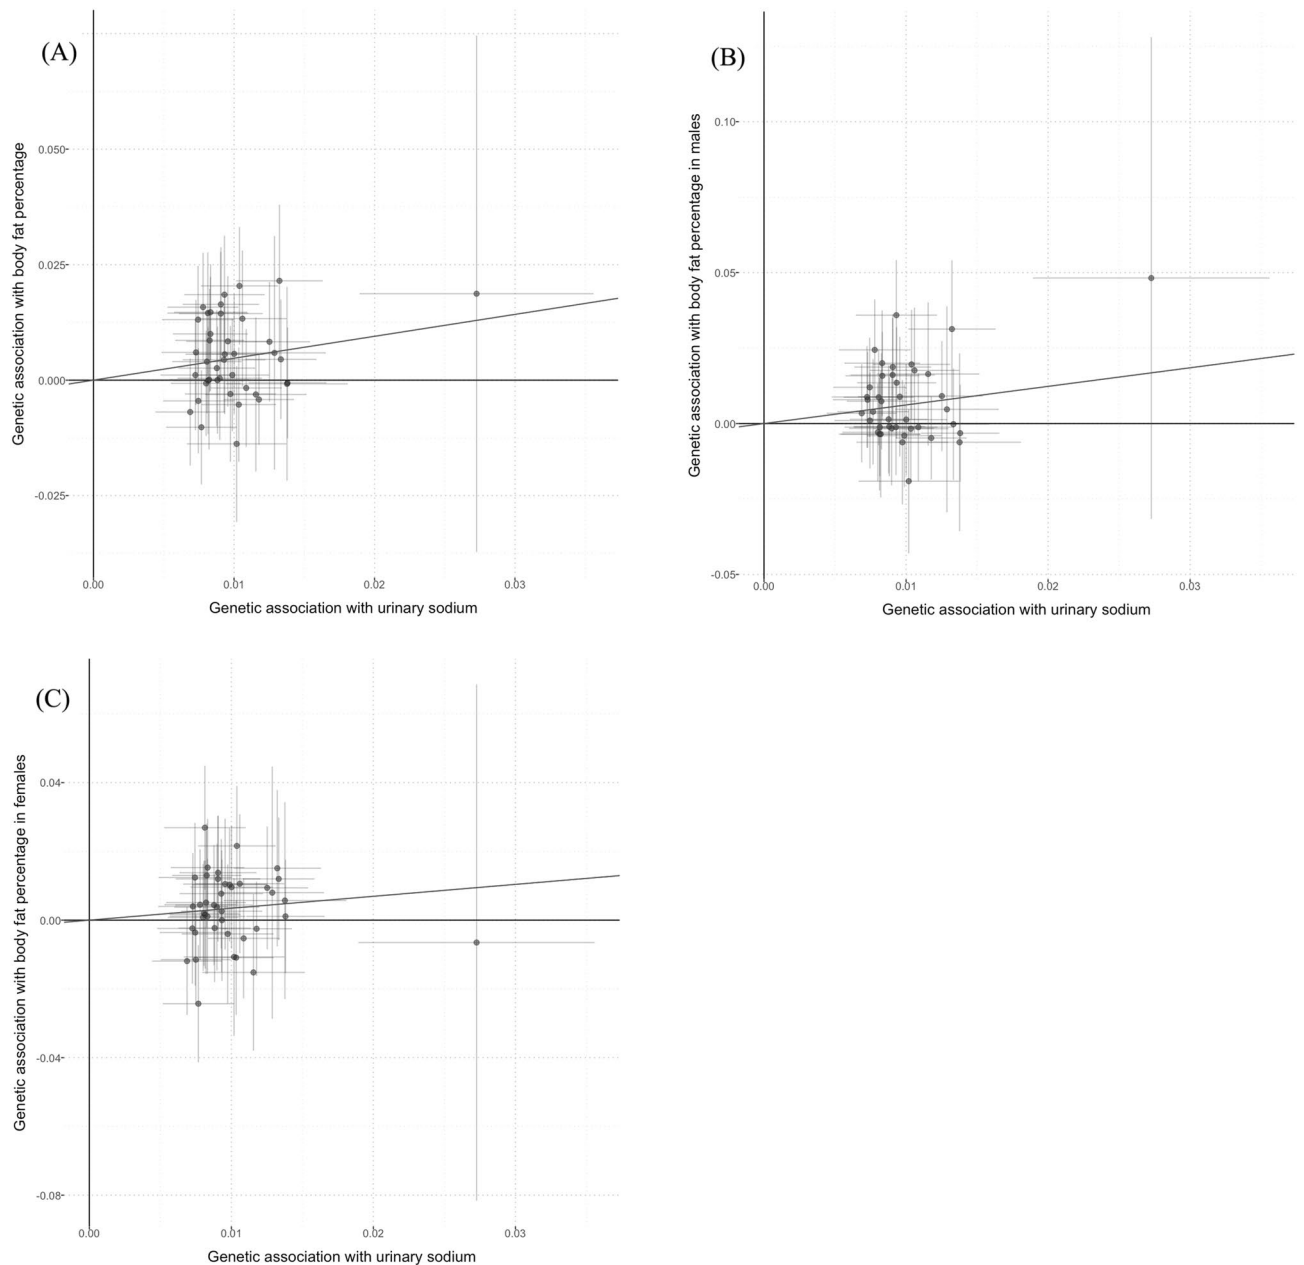 (A)
Genetic association with body fat percentage
0.050
0.025
0.000
-0.025
0.00 0.01 0.02 0.03
Genetic association with urinary sodium
(B)
Genetic association with body fat percentage in males
0.10
0.05
0.00
-0.05
0.00 0.01 0.02 0.03
Genetic association with urinary sodium
(C)
Genetic association with body fat percentage in females
0.04
0.00
-0.04
-0.08
0.00 0.01 0.02 0.03
Genetic association with urinary sodium